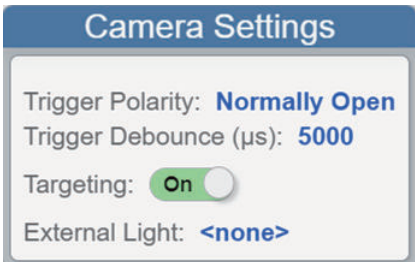 Camera Settings
Trigger Polarity: Normally Open
Trigger Debounce (µs): 5000
Targeting: On
External Light: <none>